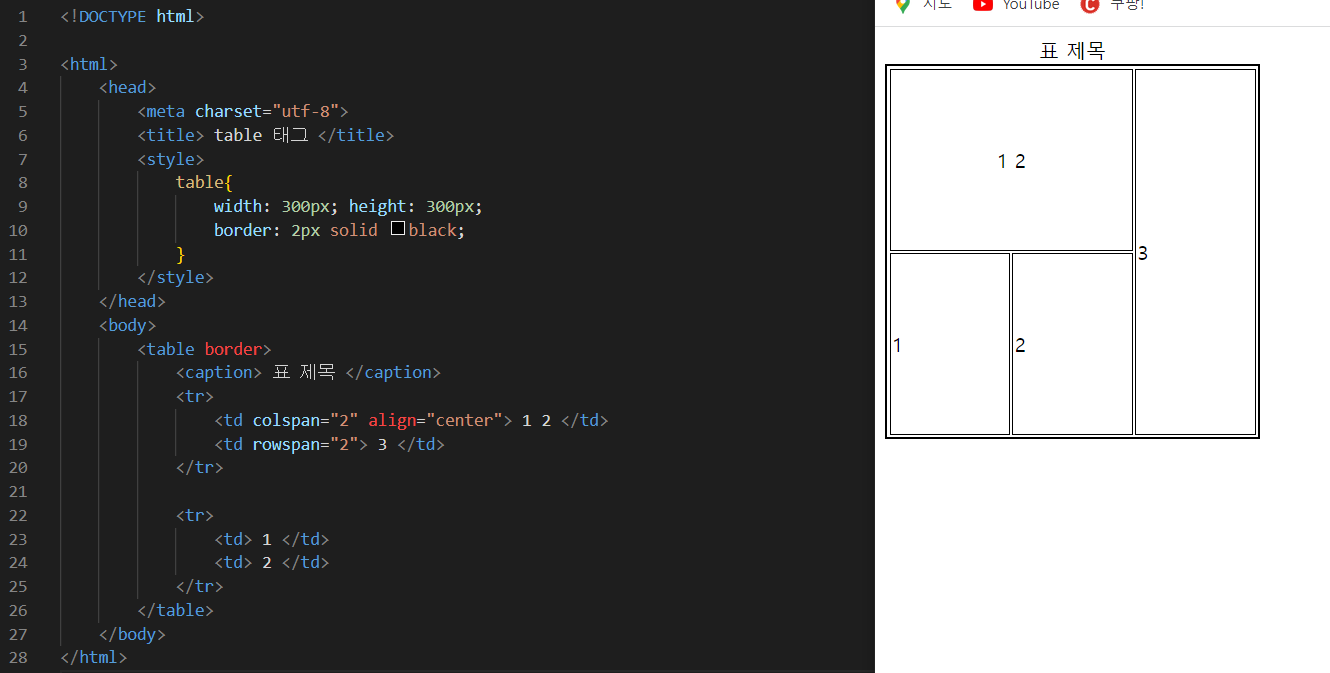 1 <!DOCTYPE html>
2
3 <html>
4 <head>
5 <meta charset="utf-8">
6 <title> table 태그 </title>
7 <style>
8 table{
9 width: 300px; height: 300px;
10 border: 2px solid black;
11 }
12 </style>
13 </head>
14 <body>
15 <table border>
16 <caption> 표 제목 </caption>
17 <tr>
18 <td colspan="2" align="center"> 1 2 </td>
19 <td rowspan="2"> 3 </td>
20 </tr>
21
22 <tr>
23 <td> 1 </td>
24 <td> 2 </td>
25 </tr>
26 </table>
27 </body>
28 </html>
지도 YouTube 쿠팡!
표 제목
1 2
3
1 2